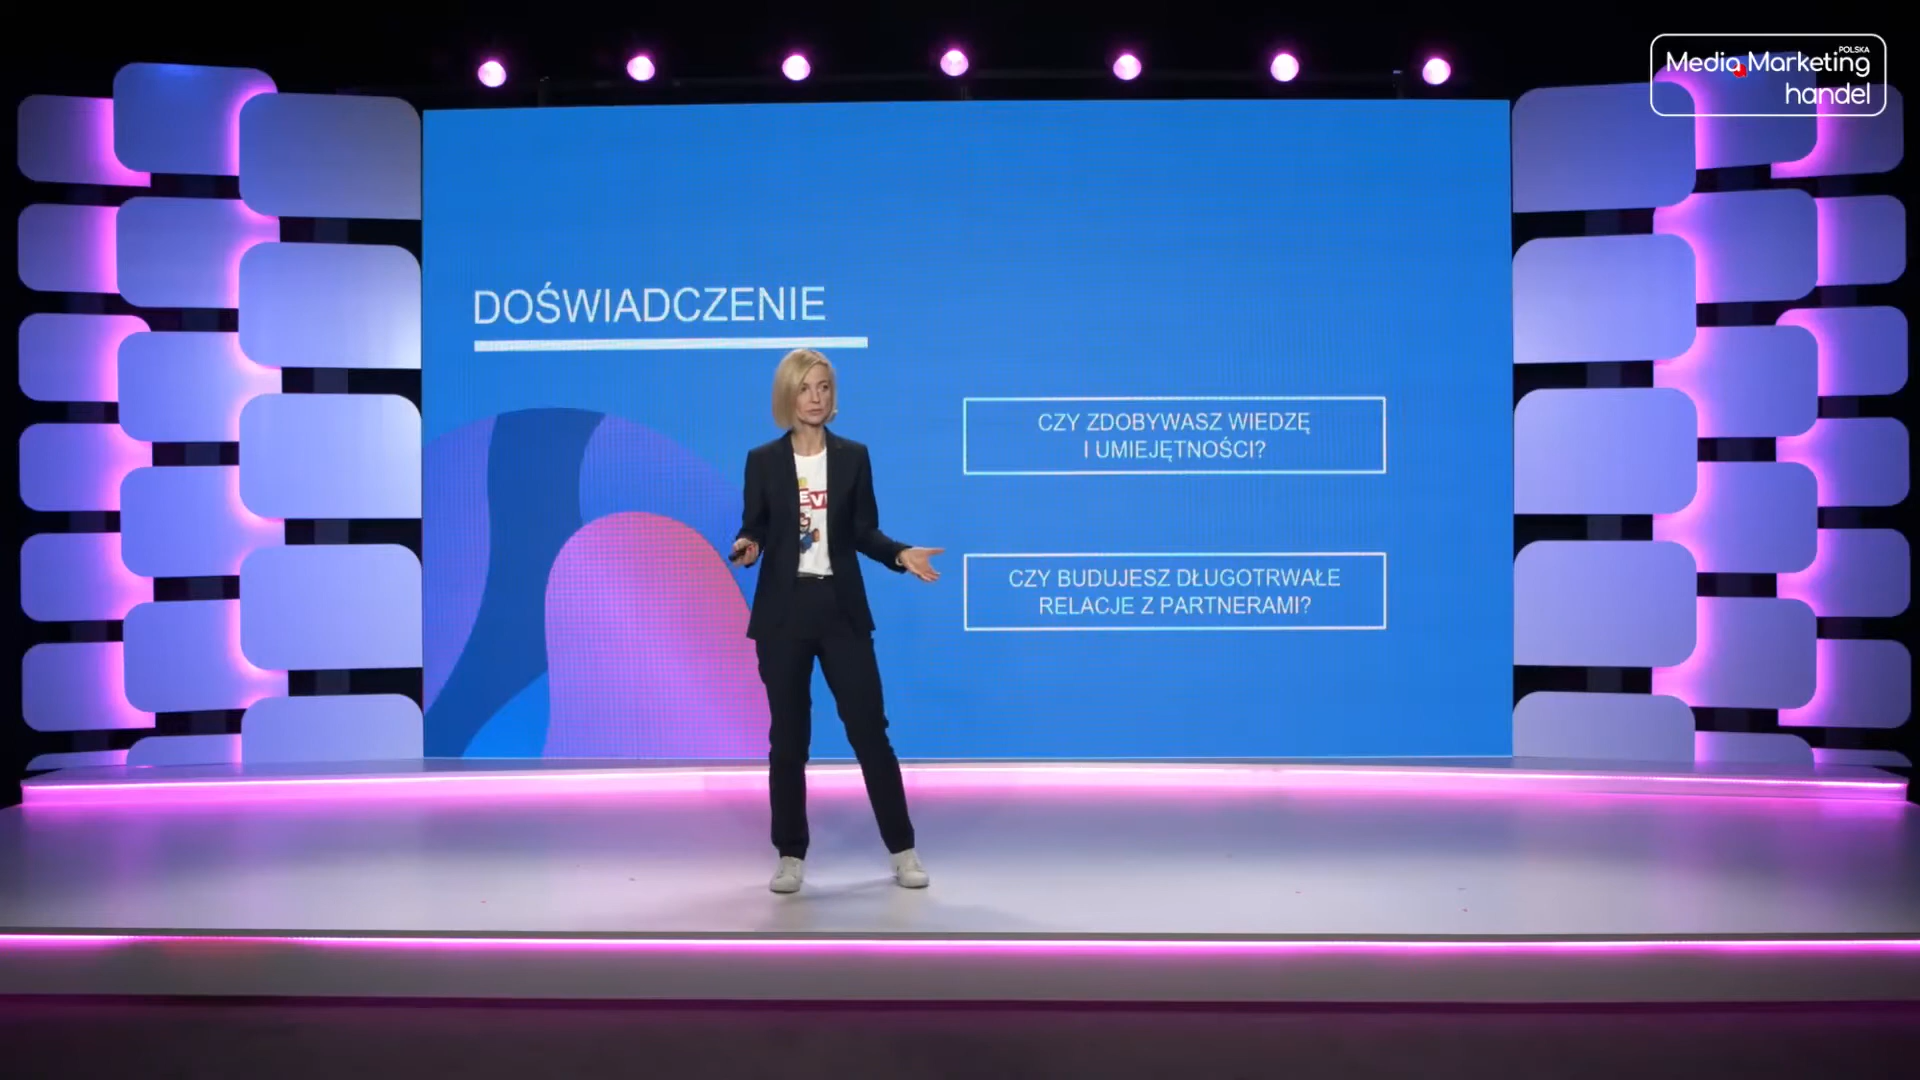 POLSKA
Media Marketing
handel
DOŚWIADCZENIE
CZY ZDOBYWASZ WIEDZĘ
I UMIEJĘTNOŚCI?
CZY BUDUJESZ DŁUGOTRWAŁE
RELACJE Z PARTNERAMI?